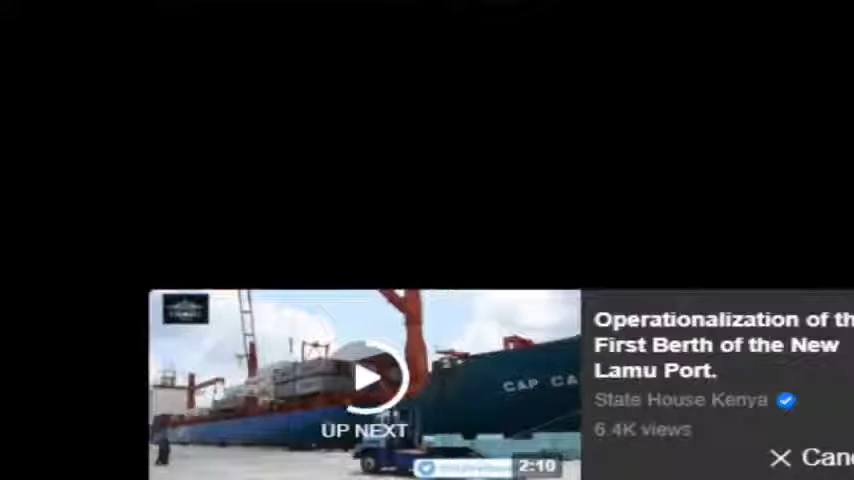 Operationalization of th
First Berth of the New
Lamu Port.
State House Kenya
6.4K views
CAP CA
UP NEXT
2:10
Canc